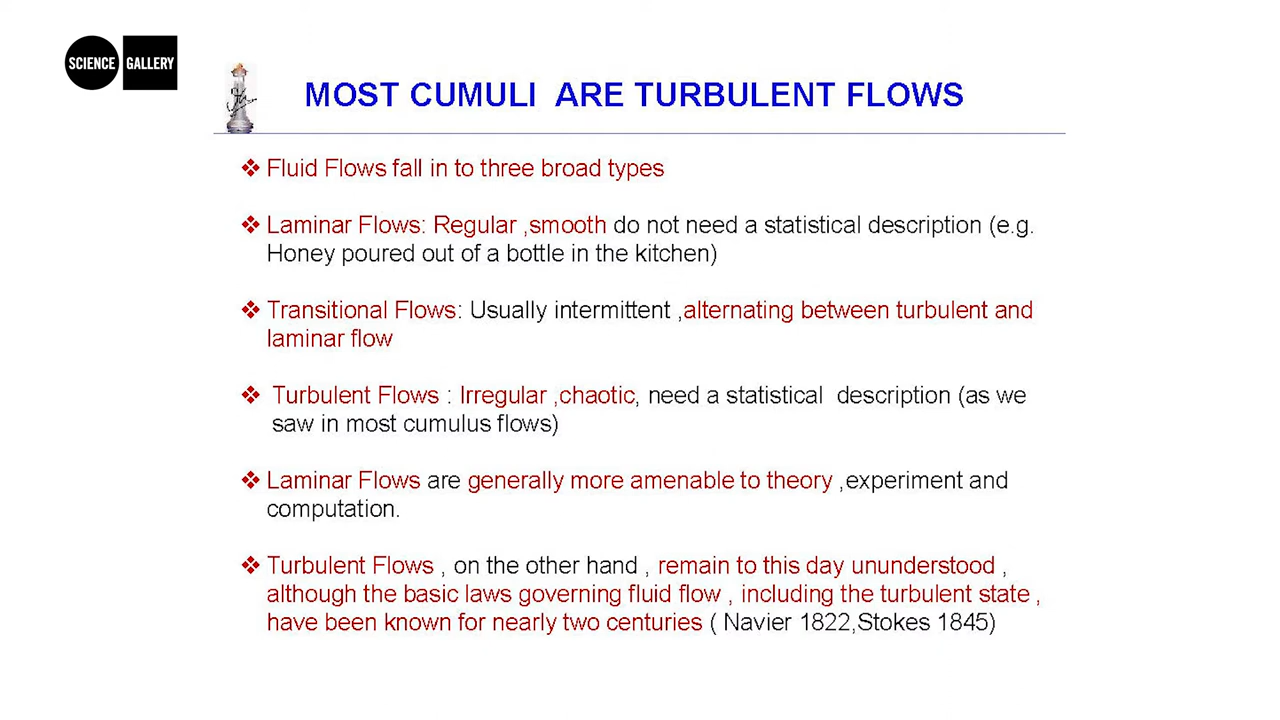 SCIENCE GALLERY
MOST CUMULI ARE TURBULENT FLOWS
❖ Fluid Flows fall in to three broad types
❖ Laminar Flows: Regular ,smooth do not need a statistical description (e.g.
Honey poured out of a bottle in the kitchen)
❖ Transitional Flows: Usually intermittent ,alternating between turbulent and
laminar flow
❖ Turbulent Flows : Irregular ,chaotic, need a statistical description (as we
saw in most cumulus flows)
❖ Laminar Flows are generally more amenable to theory ,experiment and
computation.
❖ Turbulent Flows , on the other hand , remain to this day ununderstood ,
although the basic laws governing fluid flow , including the turbulent state ,
have been known for nearly two centuries ( Navier 1822,Stokes 1845)